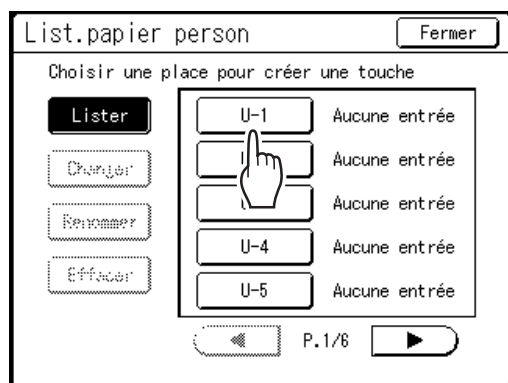 List.papier person Fermer
Choisir une place pour créer une touche
Lister U-1 Aucune entrée
Changer Aucune entrée
Renommer Aucune entrée
U-4 Aucune entrée
Effacer U-5 Aucune entrée
P.1/6